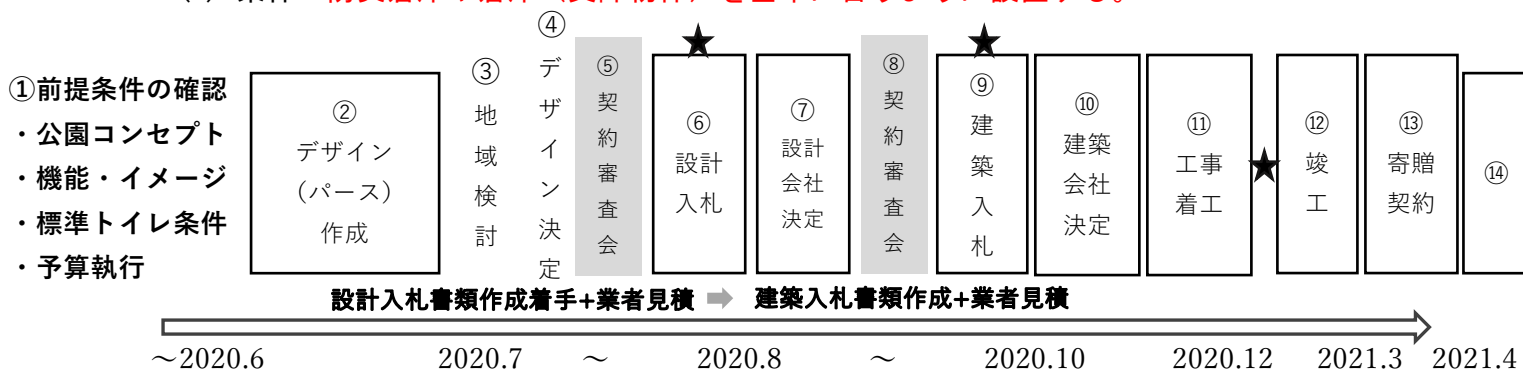 ①前提条件の確認
・公園コンセプト
・機能・イメージ
・標準トイレ条件
・予算執行
②
デザイン
(パース)
作成
③地域検討
④デザイン決定
⑤契約審査会
⑥
設計
入札
⑦
設計
会社
決定
⑧契約審査会
⑨建築入札
⑩
建築
会社
決定
⑪
工事
着工
⑫
竣工
⑬
寄贈
契約
⑭
設計入札書類作成着手+業者見積
建築入札書類作成+業者見積
～2020.6 2020.7 ～ 2020.8 ～ 2020.10 2020.12 2021.3 2021.4